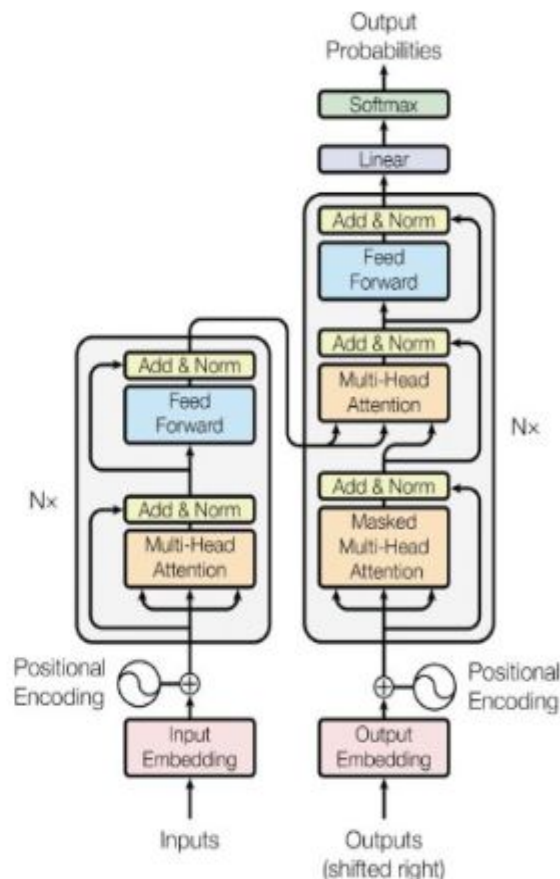 Output
Probabilities
Softmax
Linear
Add & Norm
Feed
Forward
Add & Norm
Multi-Head
Attention
Add & Norm
Masked
Multi-Head
Attention
Nx
Add & Norm
Feed
Forward
Add & Norm
Multi-Head
Attention
Nx
Positional
Encoding
Positional
Encoding
Input
Embedding
Output
Embedding
Inputs
Outputs
(shifted right)